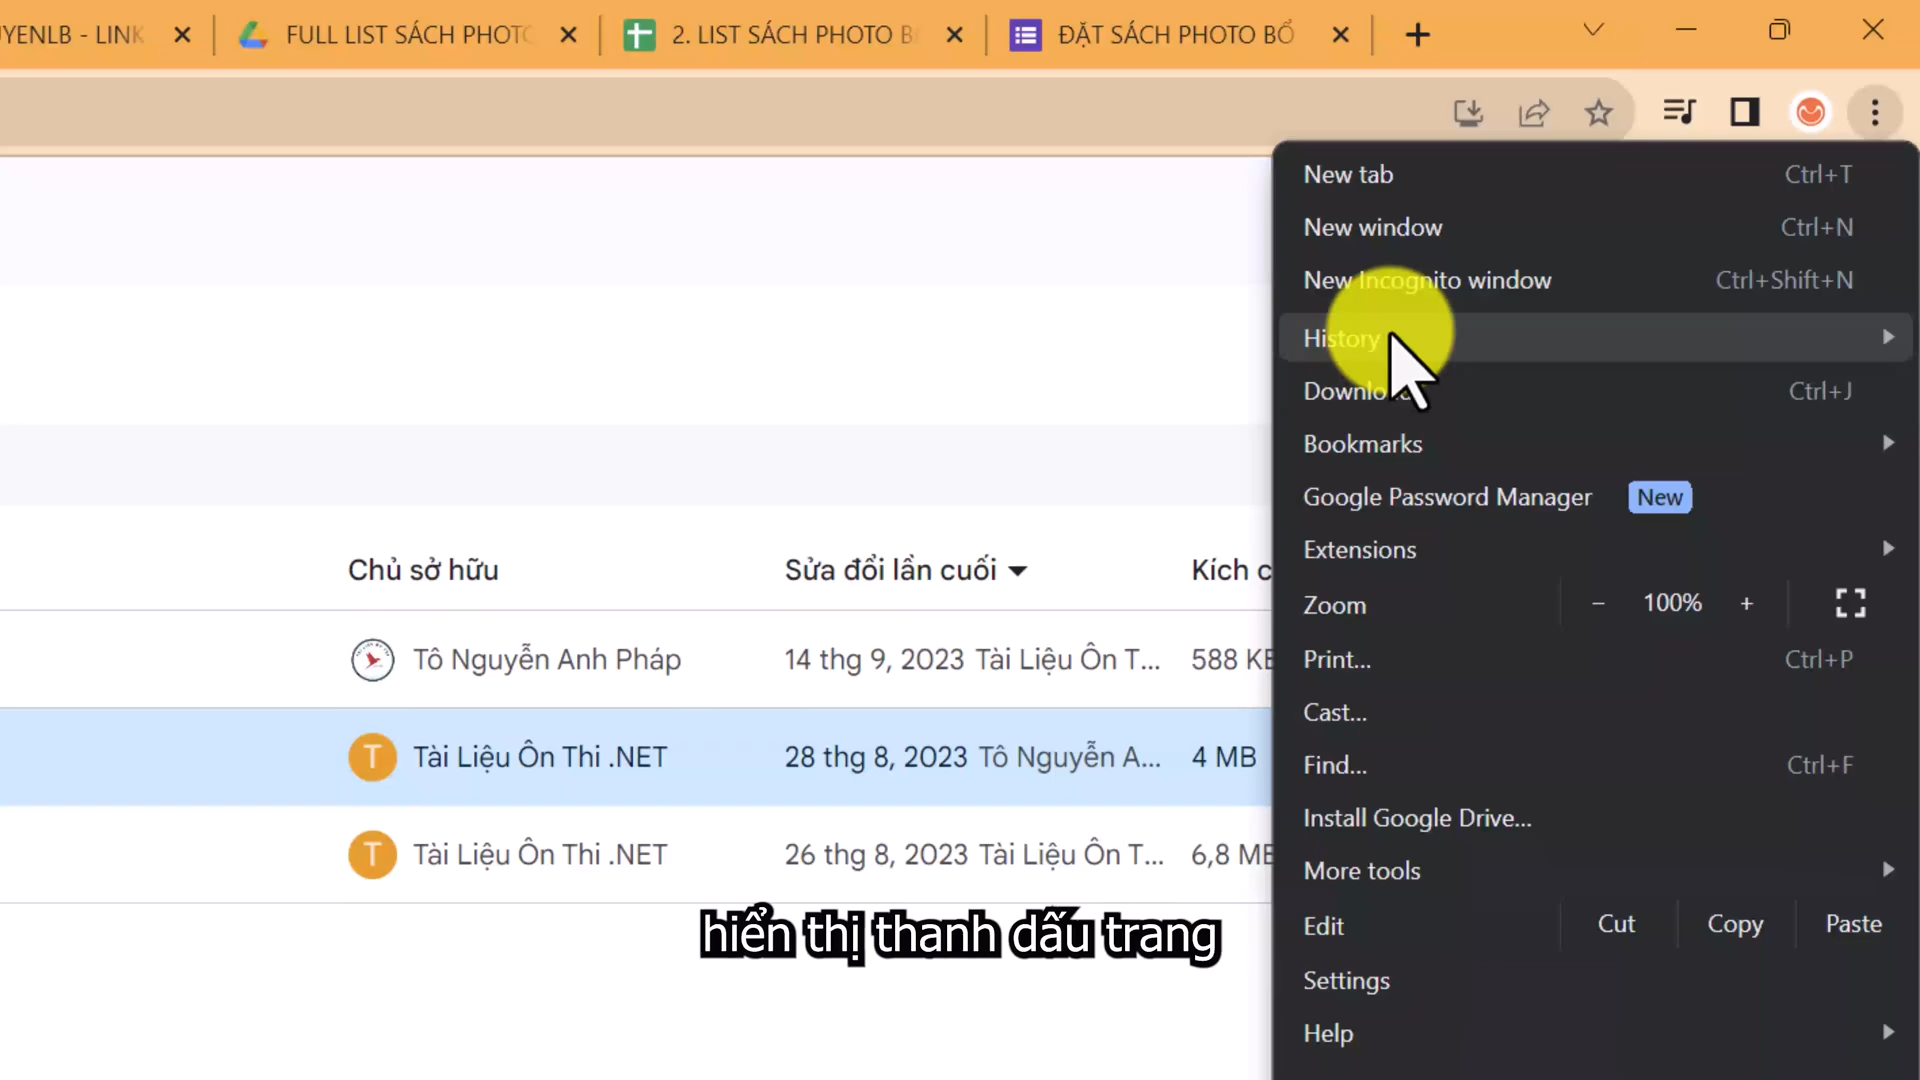 YENLB - LINK
FULL LIST SÁCH PHOTO
2. LIST SÁCH PHOTO B
ĐẶT SÁCH PHOTO BỔ
New tab Ctrl+T
New window Ctrl+N
New Incognito window Ctrl+Shift+N
History
Downlo
Ctrl+J
Bookmarks
Google Password Manager New
Extensions
Zoom - 100% +
Print... Ctrl+P
Cast...
Find... Ctrl+F
Install Google Drive...
More tools
Edit Cut Copy Paste
Settings
Help
Chủ sở hữu Sửa đổi lần cuối Kích c
Tô Nguyễn Anh Pháp 14 thg 9, 2023 Tài Liệu Ôn T... 588 KB
T Tài Liệu Ôn Thi .NET 28 thg 8, 2023 Tô Nguyễn A... 4 MB
T Tài Liệu Ôn Thi .NET 26 thg 8, 2023 Tài Liệu Ôn T... 6,8 MB
hiển thị thanh dấu trang